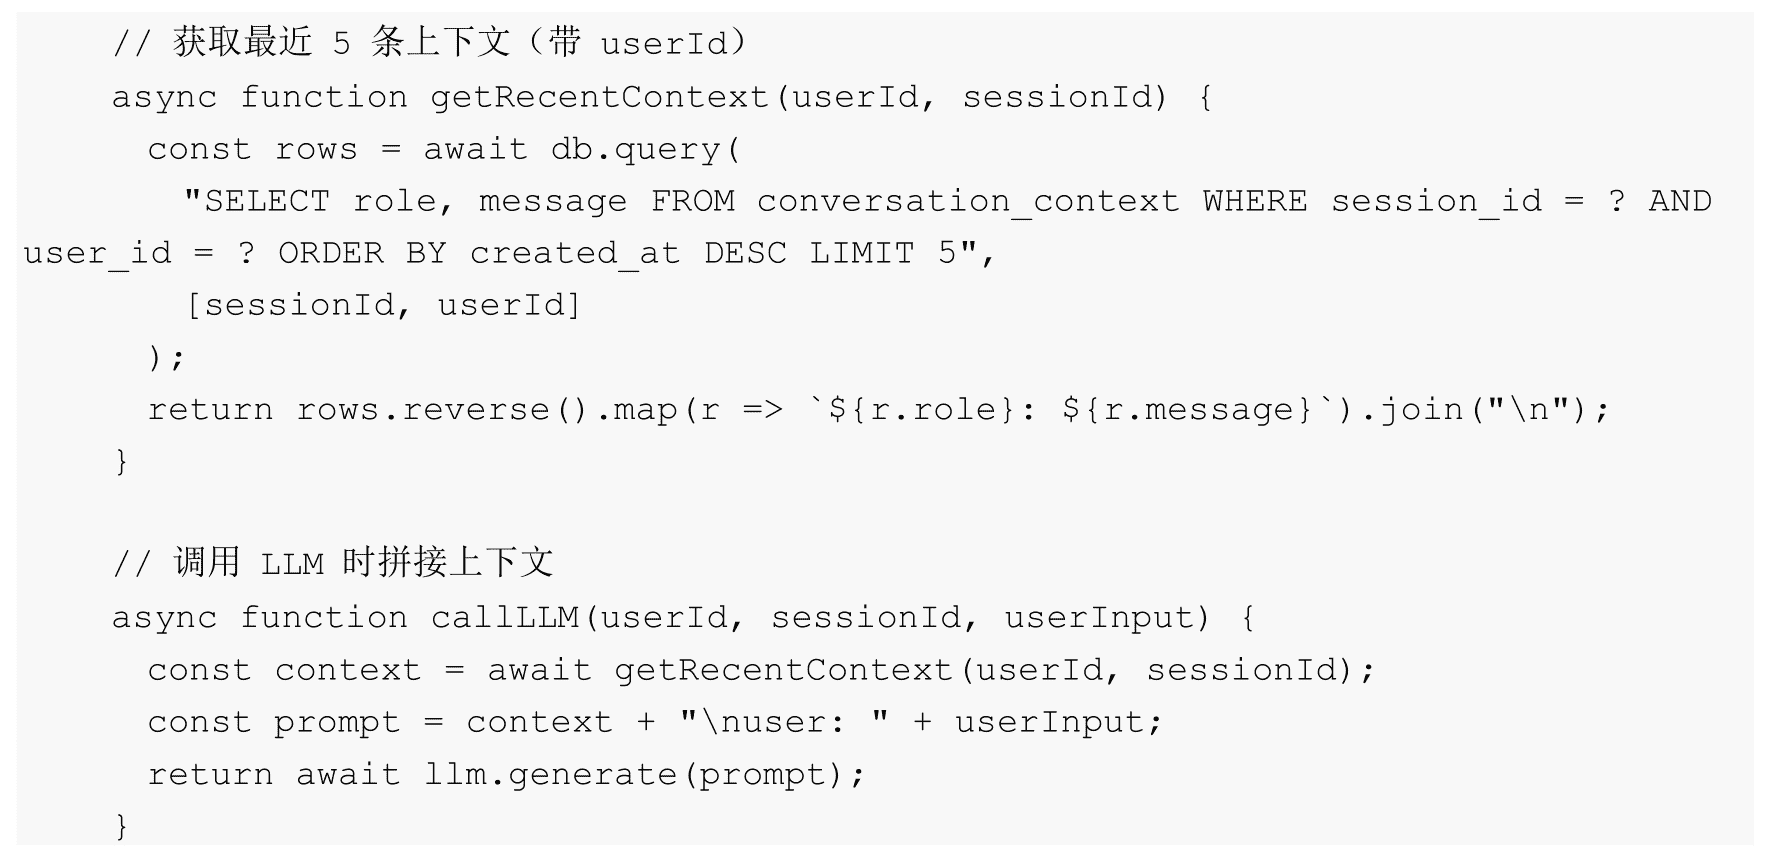 // 获取最近 5 条上下文（带 userId）
async function getRecentContext(userId, sessionId) {
  const rows = await db.query(
    "SELECT role, message FROM conversation_context WHERE session_id = ? AND
user_id = ? ORDER BY created_at DESC LIMIT 5",
    [sessionId, userId]
  );
  return rows.reverse().map(r => `${r.role}: ${r.message}`).join("\n");
}

// 调用 LLM 时拼接上下文
async function callLLM(userId, sessionId, userInput) {
  const context = await getRecentContext(userId, sessionId);
  const prompt = context + "\nuser: " + userInput;
  return await llm.generate(prompt);
}